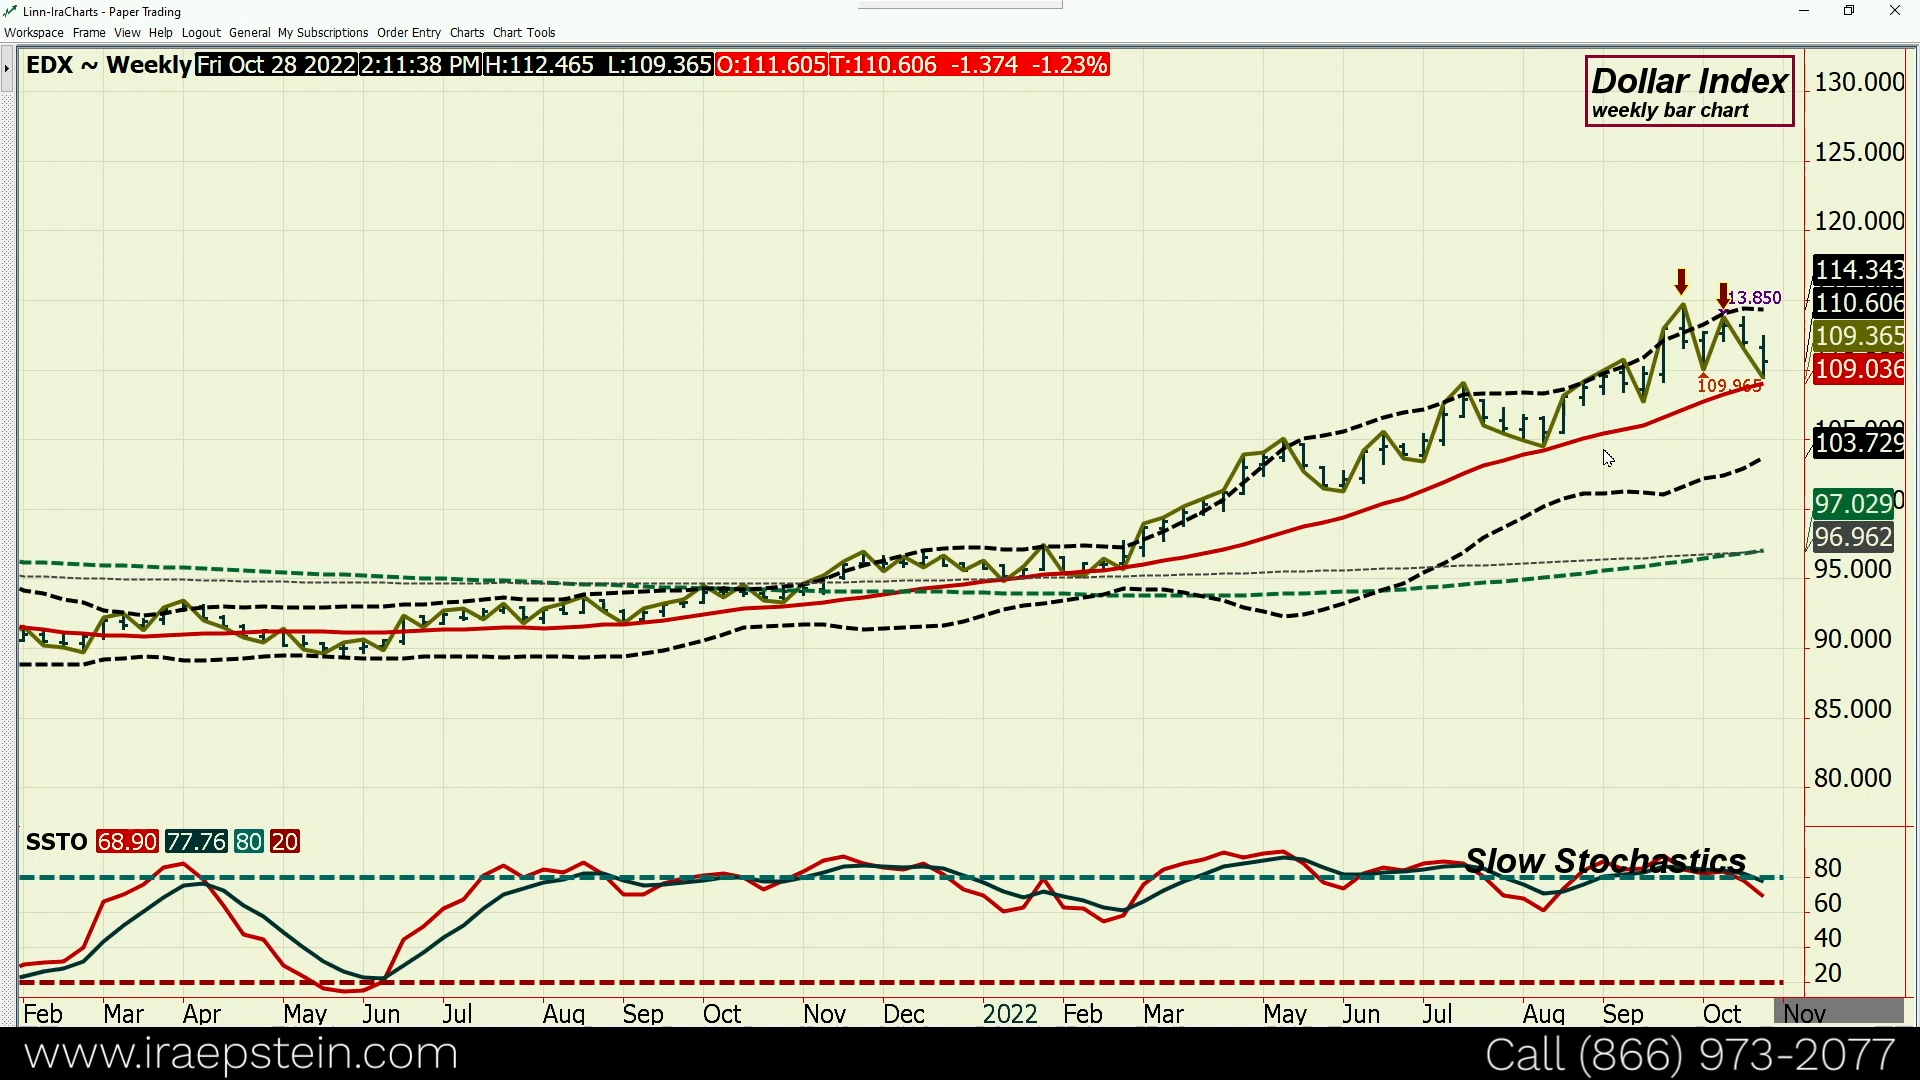 Linn-IraCharts - Paper Trading
Workspace Frame View Help Logout General My Subscriptions Order Entry Charts Chart Tools
EDX ~ Weekly Fri Oct 28 2022 2:11:38 PM H:112.465 L:109.365 O:111.605 T:110.606 -1.374 -1.23%
Dollar Index
weekly bar chart
130.000
125.000
120.000
114.343
110.606
109.365
109.036
103.729
97.029
96.962
95.000
90.000
85.000
80.000
13.850
109.965
SSTO 68.90 77.76 80 20
Slow Stochastics
80
60
40
20
Feb Mar Apr May Jun Jul Aug Sep Oct Nov Dec 2022 Feb Mar May Jun Jul Aug Sep Oct Nov
www.iraepstein.com
Call (866) 973-2077